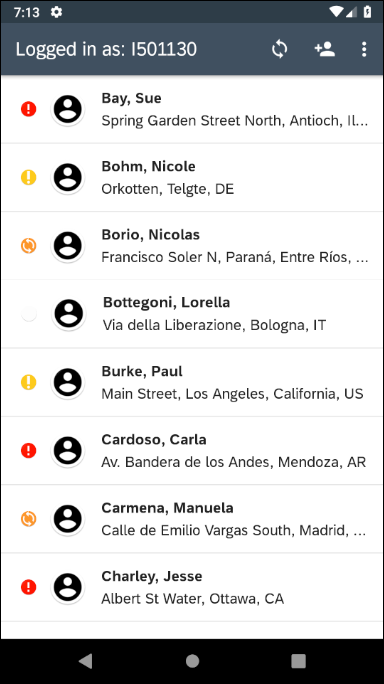 7:13
Logged in as: I501130
Bay, Sue
Spring Garden Street North, Antioch, Il...
Bohm, Nicole
Orkotten, Telgte, DE
Borio, Nicolas
Francisco Soler N, Paraná, Entre Ríos, ...
Bottegoni, Lorella
Via della Liberazione, Bologna, IT
Burke, Paul
Main Street, Los Angeles, California, US
Cardoso, Carla
Av. Bandera de los Andes, Mendoza, AR
Carmena, Manuela
Calle de Emilio Vargas South, Madrid, ...
Charley, Jesse
Albert St Water, Ottawa, CA